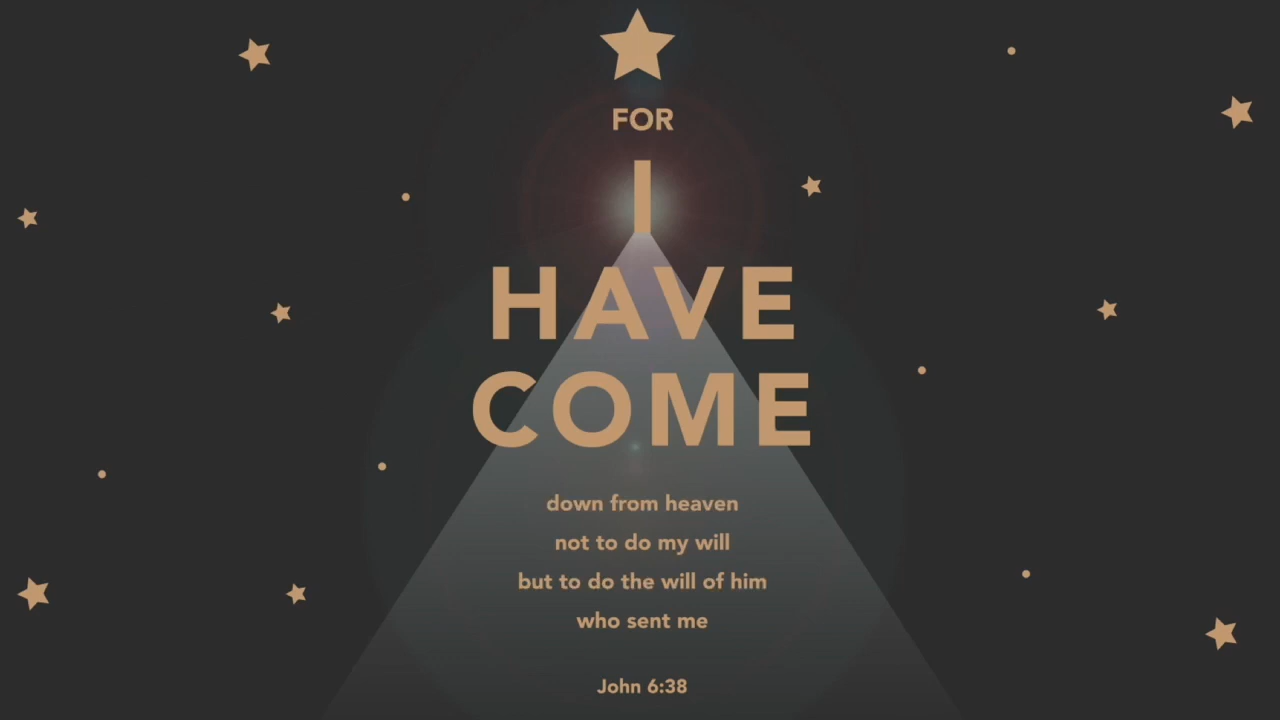 FOR
I
HAVE
COME
down from heaven
not to do my will
but to do the will of him
who sent me
John 6:38